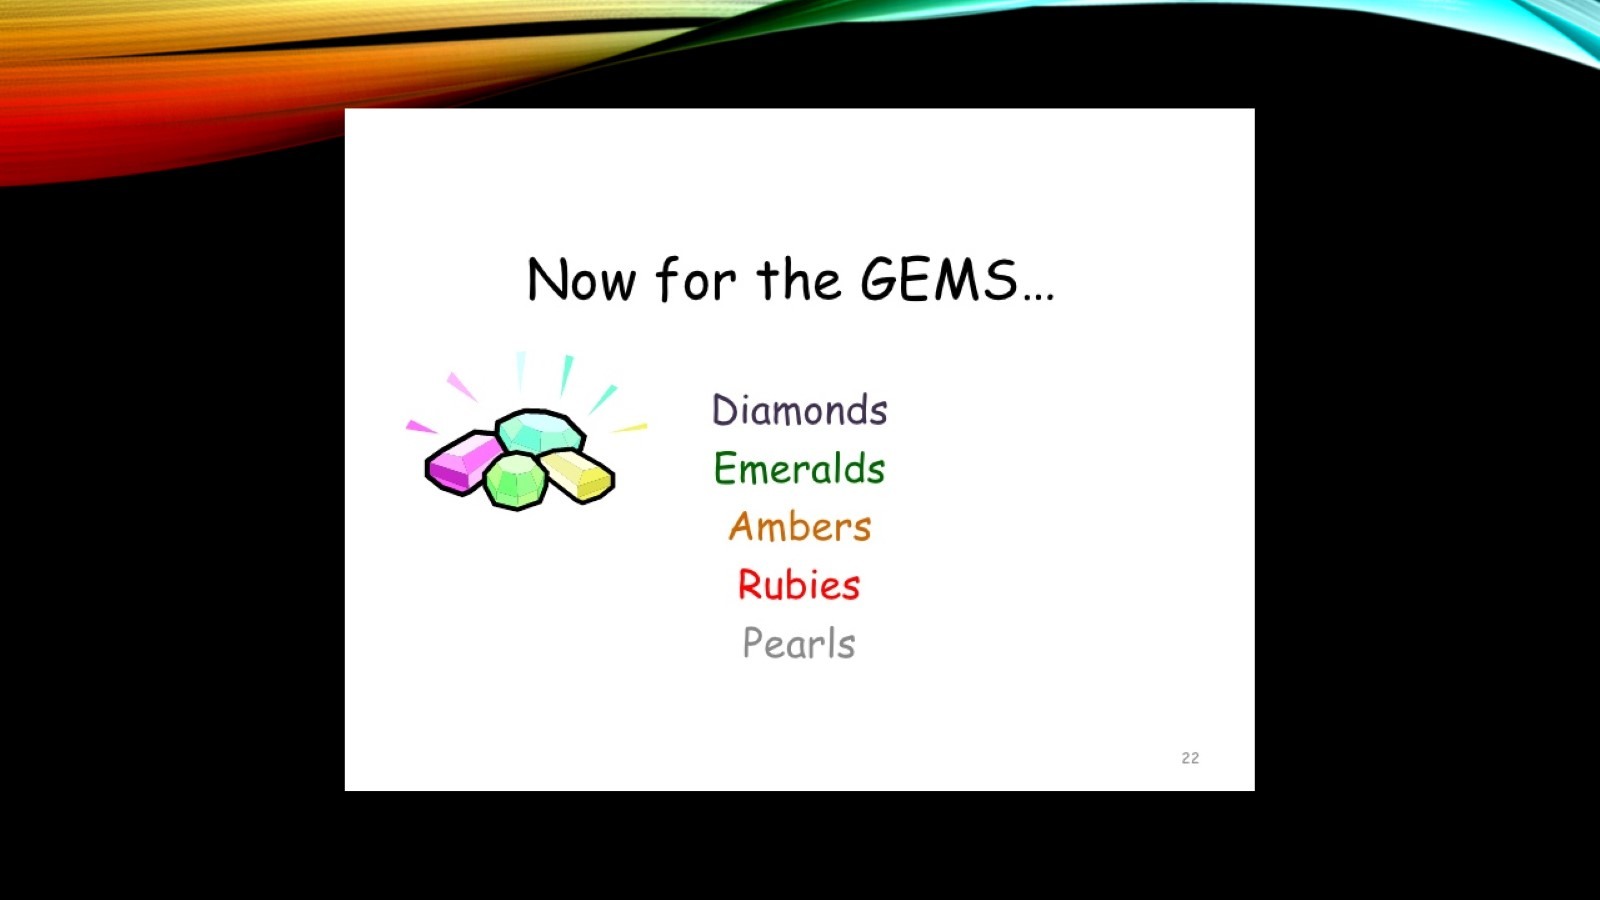 Now for the GEMS...
Diamonds
Emeralds
Ambers
Rubies
Pearls
22